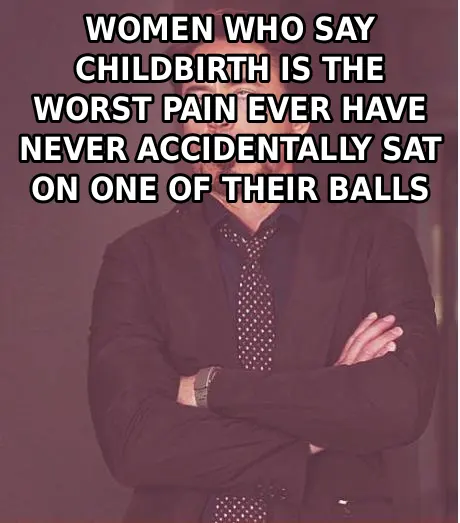 WOMEN WHO SAY
CHILDBIRTH IS THE
WORST PAIN EVER HAVE
NEVER ACCIDENTALLY SAT
ON ONE OF THEIR BALLS